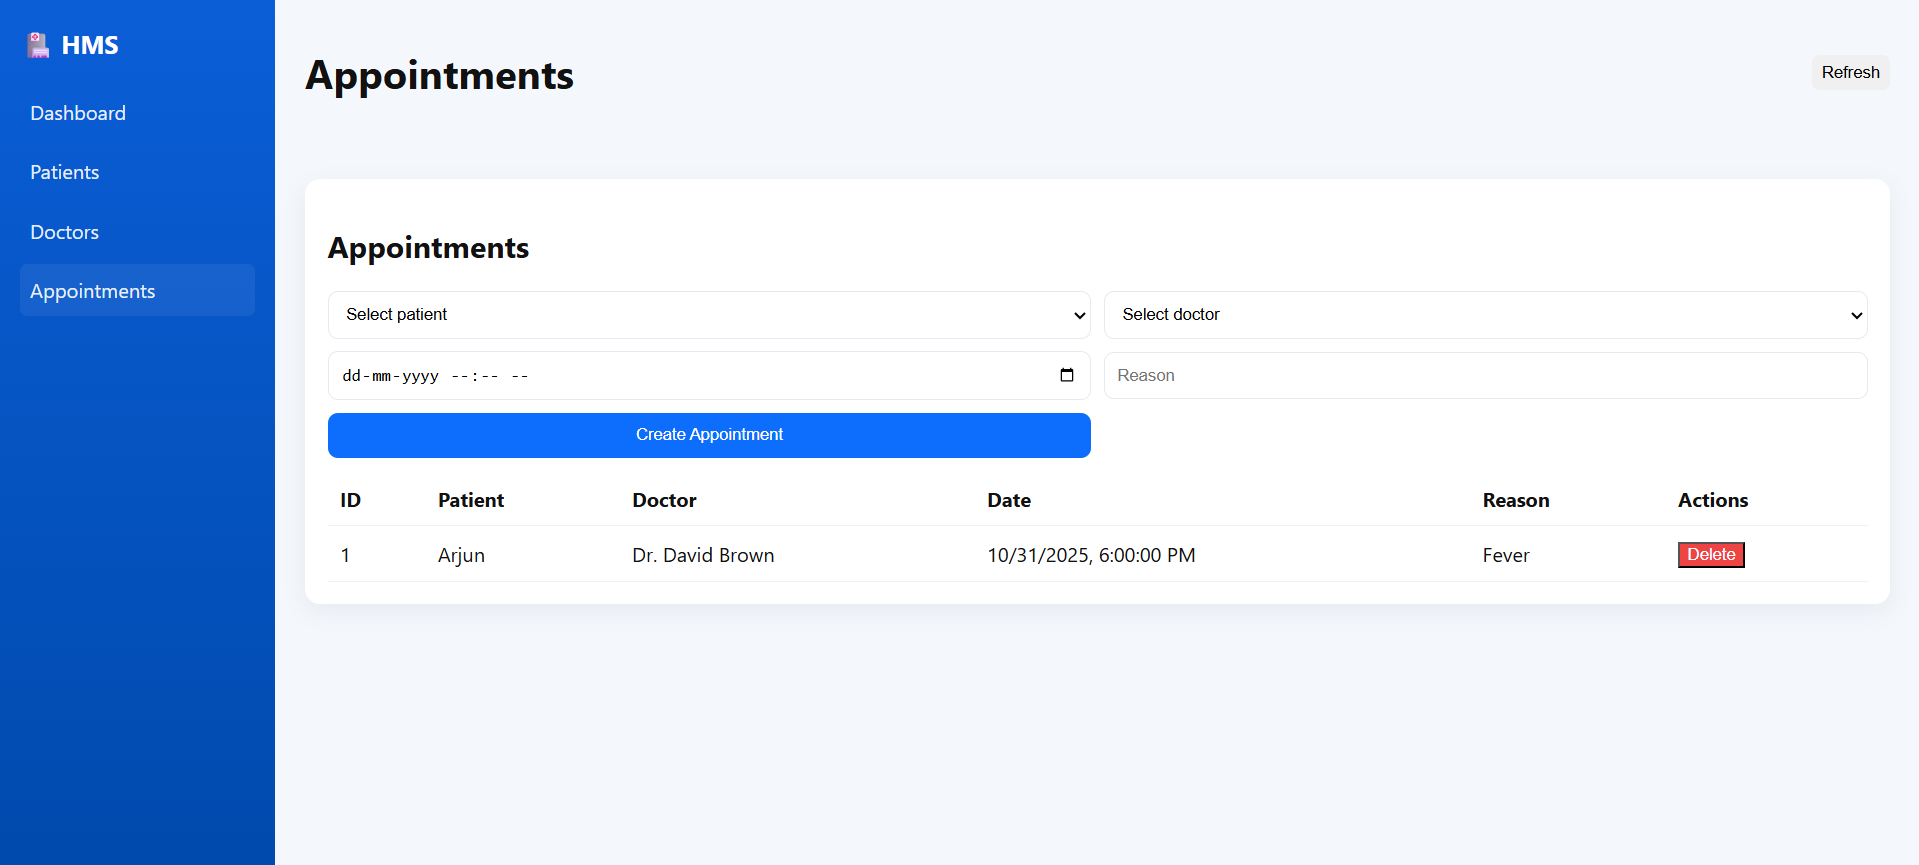 HMS
Dashboard
Patients
Doctors
Appointments
Appointments
Refresh
Appointments
Select patient
Select doctor
dd-mm-yyyy --:-- --
Reason
Create Appointment
ID Patient Doctor Date Reason Actions
1 Arjun Dr. David Brown 10/31/2025, 6:00:00 PM Fever Delete